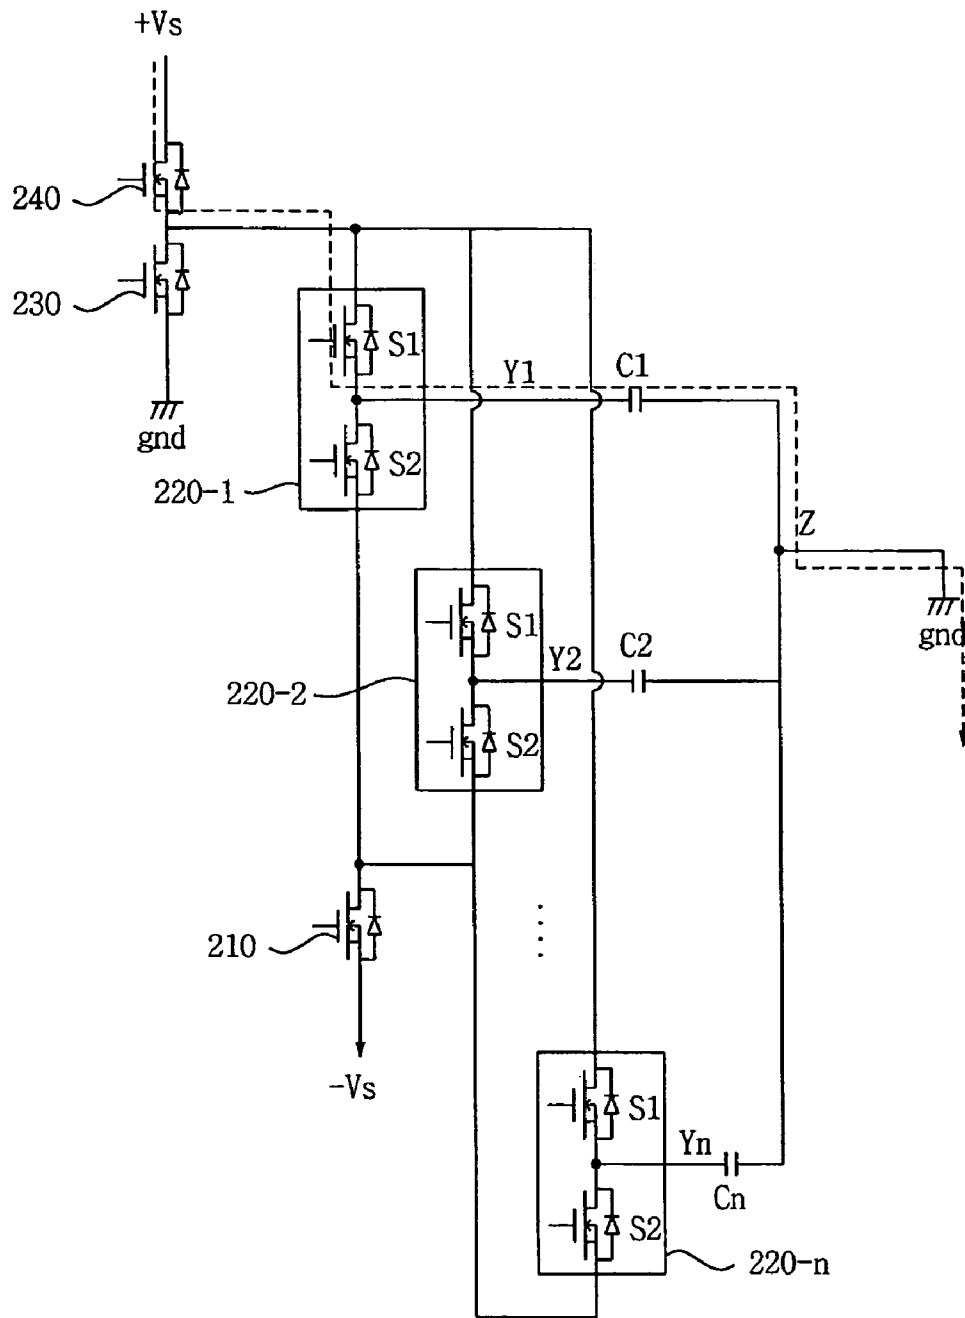 +Vs
240
230
gnd
S1
Y1
C1
S2
220-1
Z
gnd
S1
Y2
C2
220-2
S2
210
-Vs
S1
Yn
Cn
S2
220-n